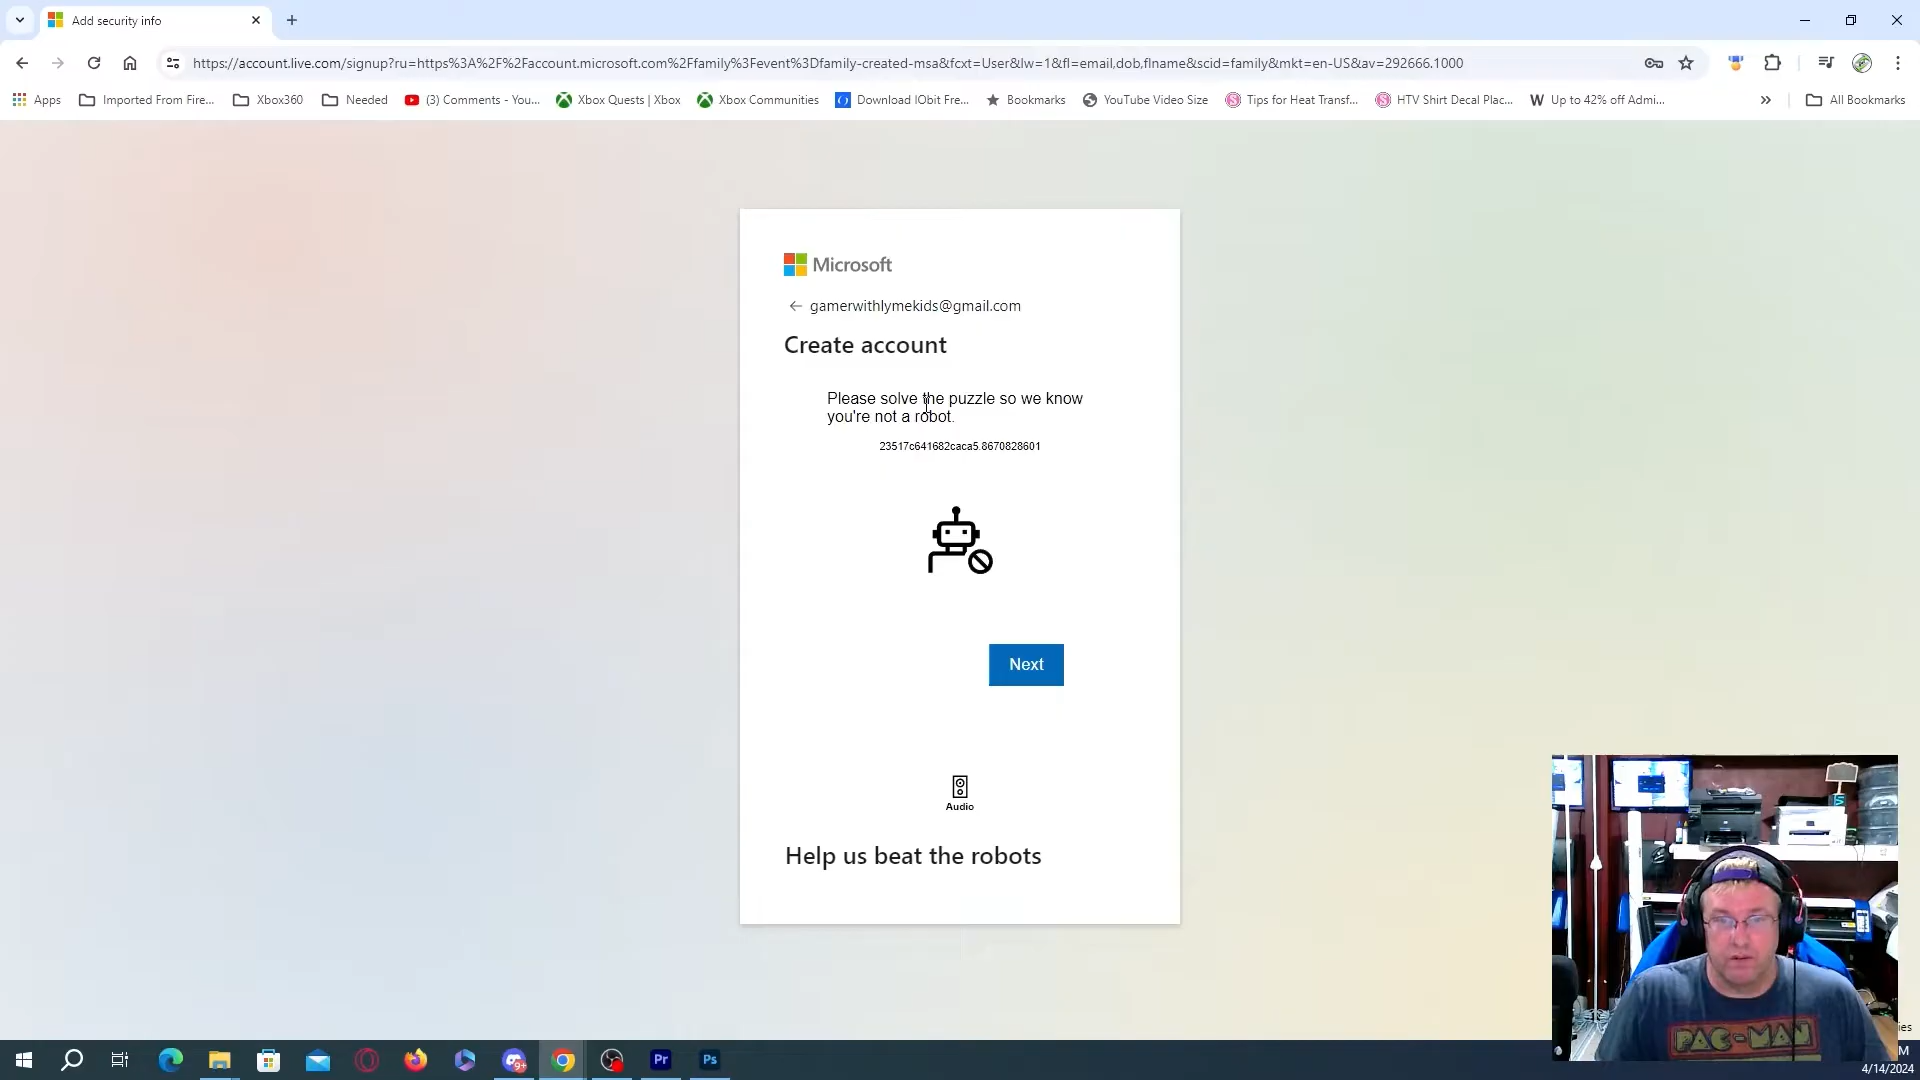 Add security info
https://account.live.com/signup?ru=https%3A%2F%2Faccount.microsoft.com%2Ffamily%3Fevent%3Dfamily-created-msa&fcxt=User&lw=1&fl=email,dob,flname&scid=family&mkt=en-US&av=292666.1000
Apps
Imported From Fire...
Xbox360
Needed
(3) Comments - You...
Xbox Quests | Xbox
Xbox Communities
Download IObit Fre...
Bookmarks
YouTube Video Size
Tips for Heat Transf...
HTV Shirt Decal Plac...
W Up to 42% off Admi...
All Bookmarks
Microsoft
gamerwithlymekids@gmail.com
Create account
Please solve the puzzle so we know
you're not a robot.
23517c641682caca5.8670828601
Next
Audio
Help us beat the robots
PAC-MAN
ies
9+
Pr
Ps
M
4/14/2024